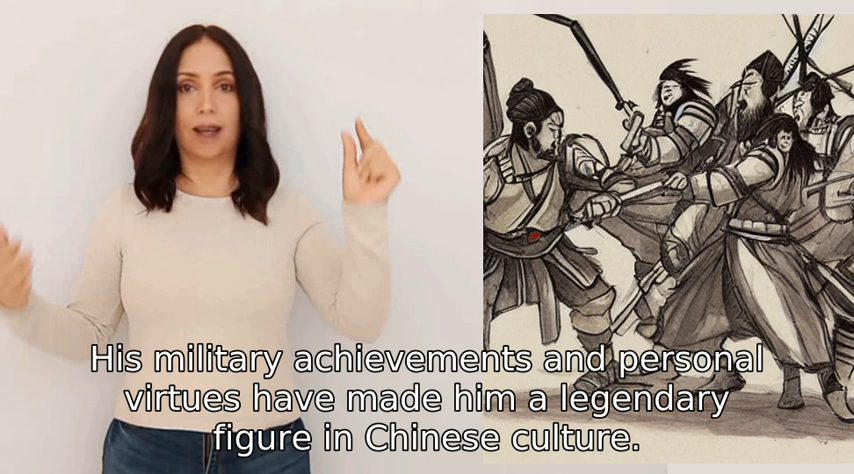 His military achievements and personal
virtues have made him a legendary
figure in Chinese culture.